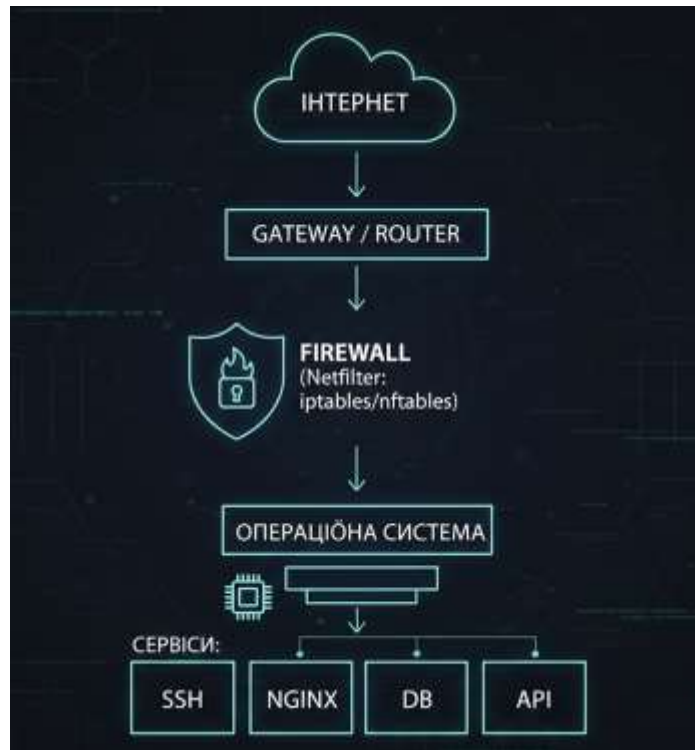 ІНТЕРНЕТ
GATEWAY / ROUTER
FIREWALL
(Netfilter:
iptables/nftables)
ОПЕРАЦІЙНА СИСТЕМА
СЕРВІСИ:
SSH
NGINX
DB
API